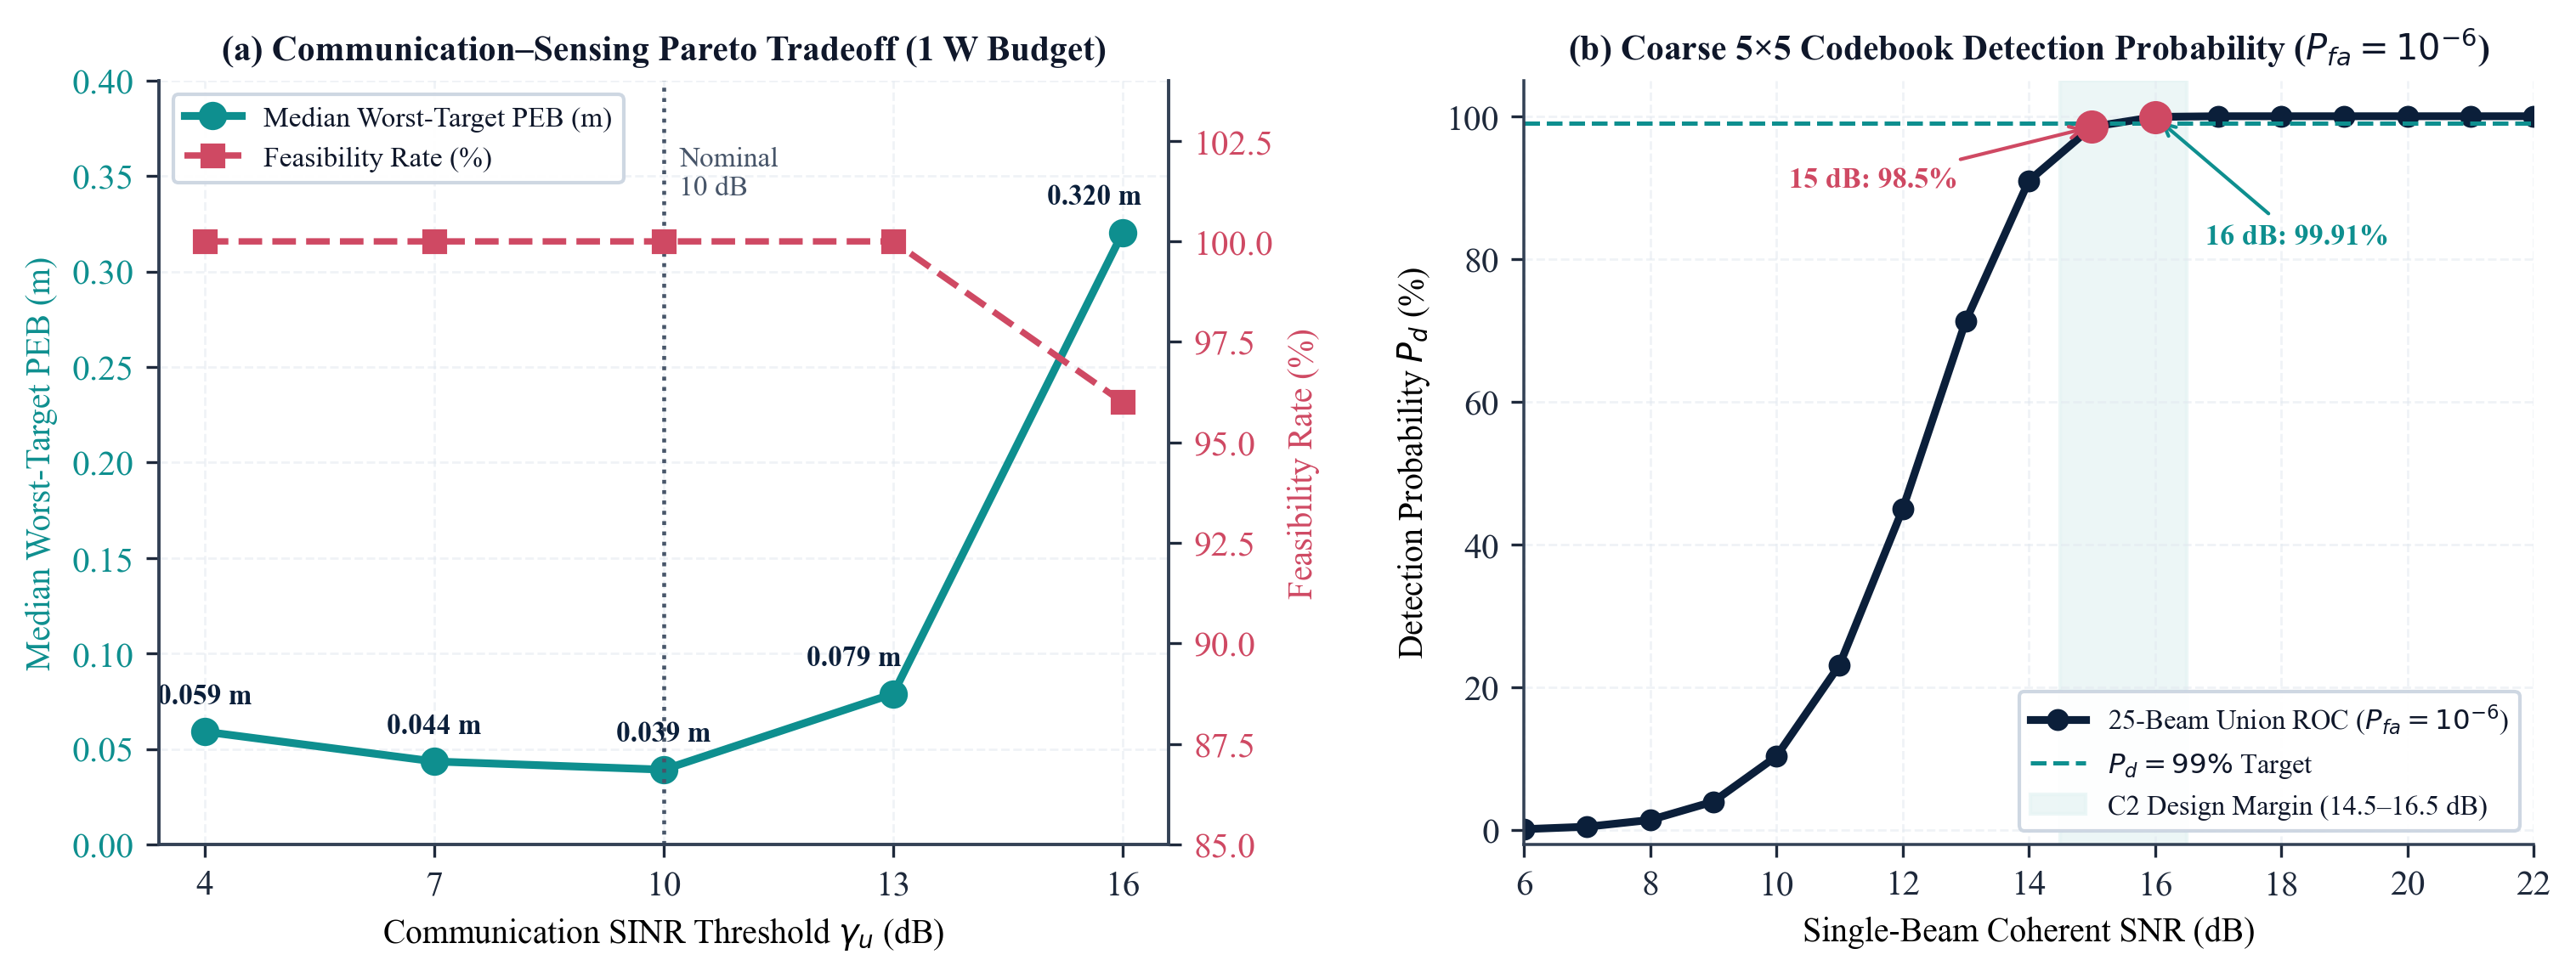 (a) Communication–Sensing Pareto Tradeoff (1 W Budget)
Median Worst-Target PEB (m)
0.40
0.35
0.30
0.25
0.20
0.15
0.10
0.05
0.00
Median Worst-Target PEB (m)
Feasibility Rate (%)
Nominal
10 dB
0.059 m
0.044 m
0.039 m
0.079 m
0.320 m
102.5
100.0
97.5
95.0
92.5
90.0
87.5
85.0
Feasibility Rate (%)
4 7 10 13 16
Communication SINR Threshold γ_u (dB)
(b) Coarse 5×5 Codebook Detection Probability (P_fa = 10⁻⁶)
Detection Probability P_d (%)
100
80
60
40
20
0
15 dB: 98.5%
16 dB: 99.91%
25-Beam Union ROC (P_fa = 10⁻⁶)
P_d = 99% Target
C2 Design Margin (14.5–16.5 dB)
6 8 10 12 14 16 18 20 22
Single-Beam Coherent SNR (dB)